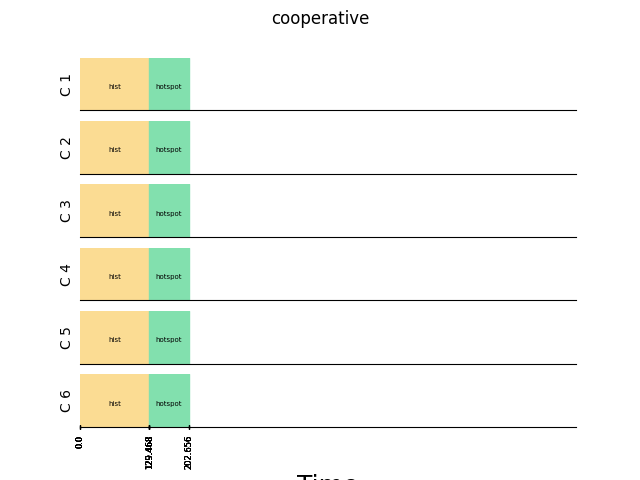 cooperative
C 1
hist hotspot
C 2
hist hotspot
C 3
hist hotspot
C 4
hist hotspot
C 5
hist hotspot
C 6
hist hotspot
0.0 129.468 202.656
Time